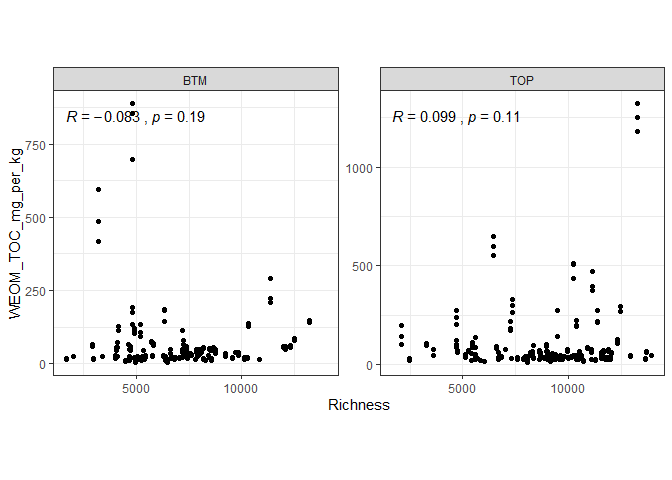 BTM
TOP
R = −0.083 , p = 0.19
R = 0.099 , p = 0.11
WEOM_TOC_mg_per_kg
750
500
250
0
1000
500
0
5000 10000
5000 10000
Richness